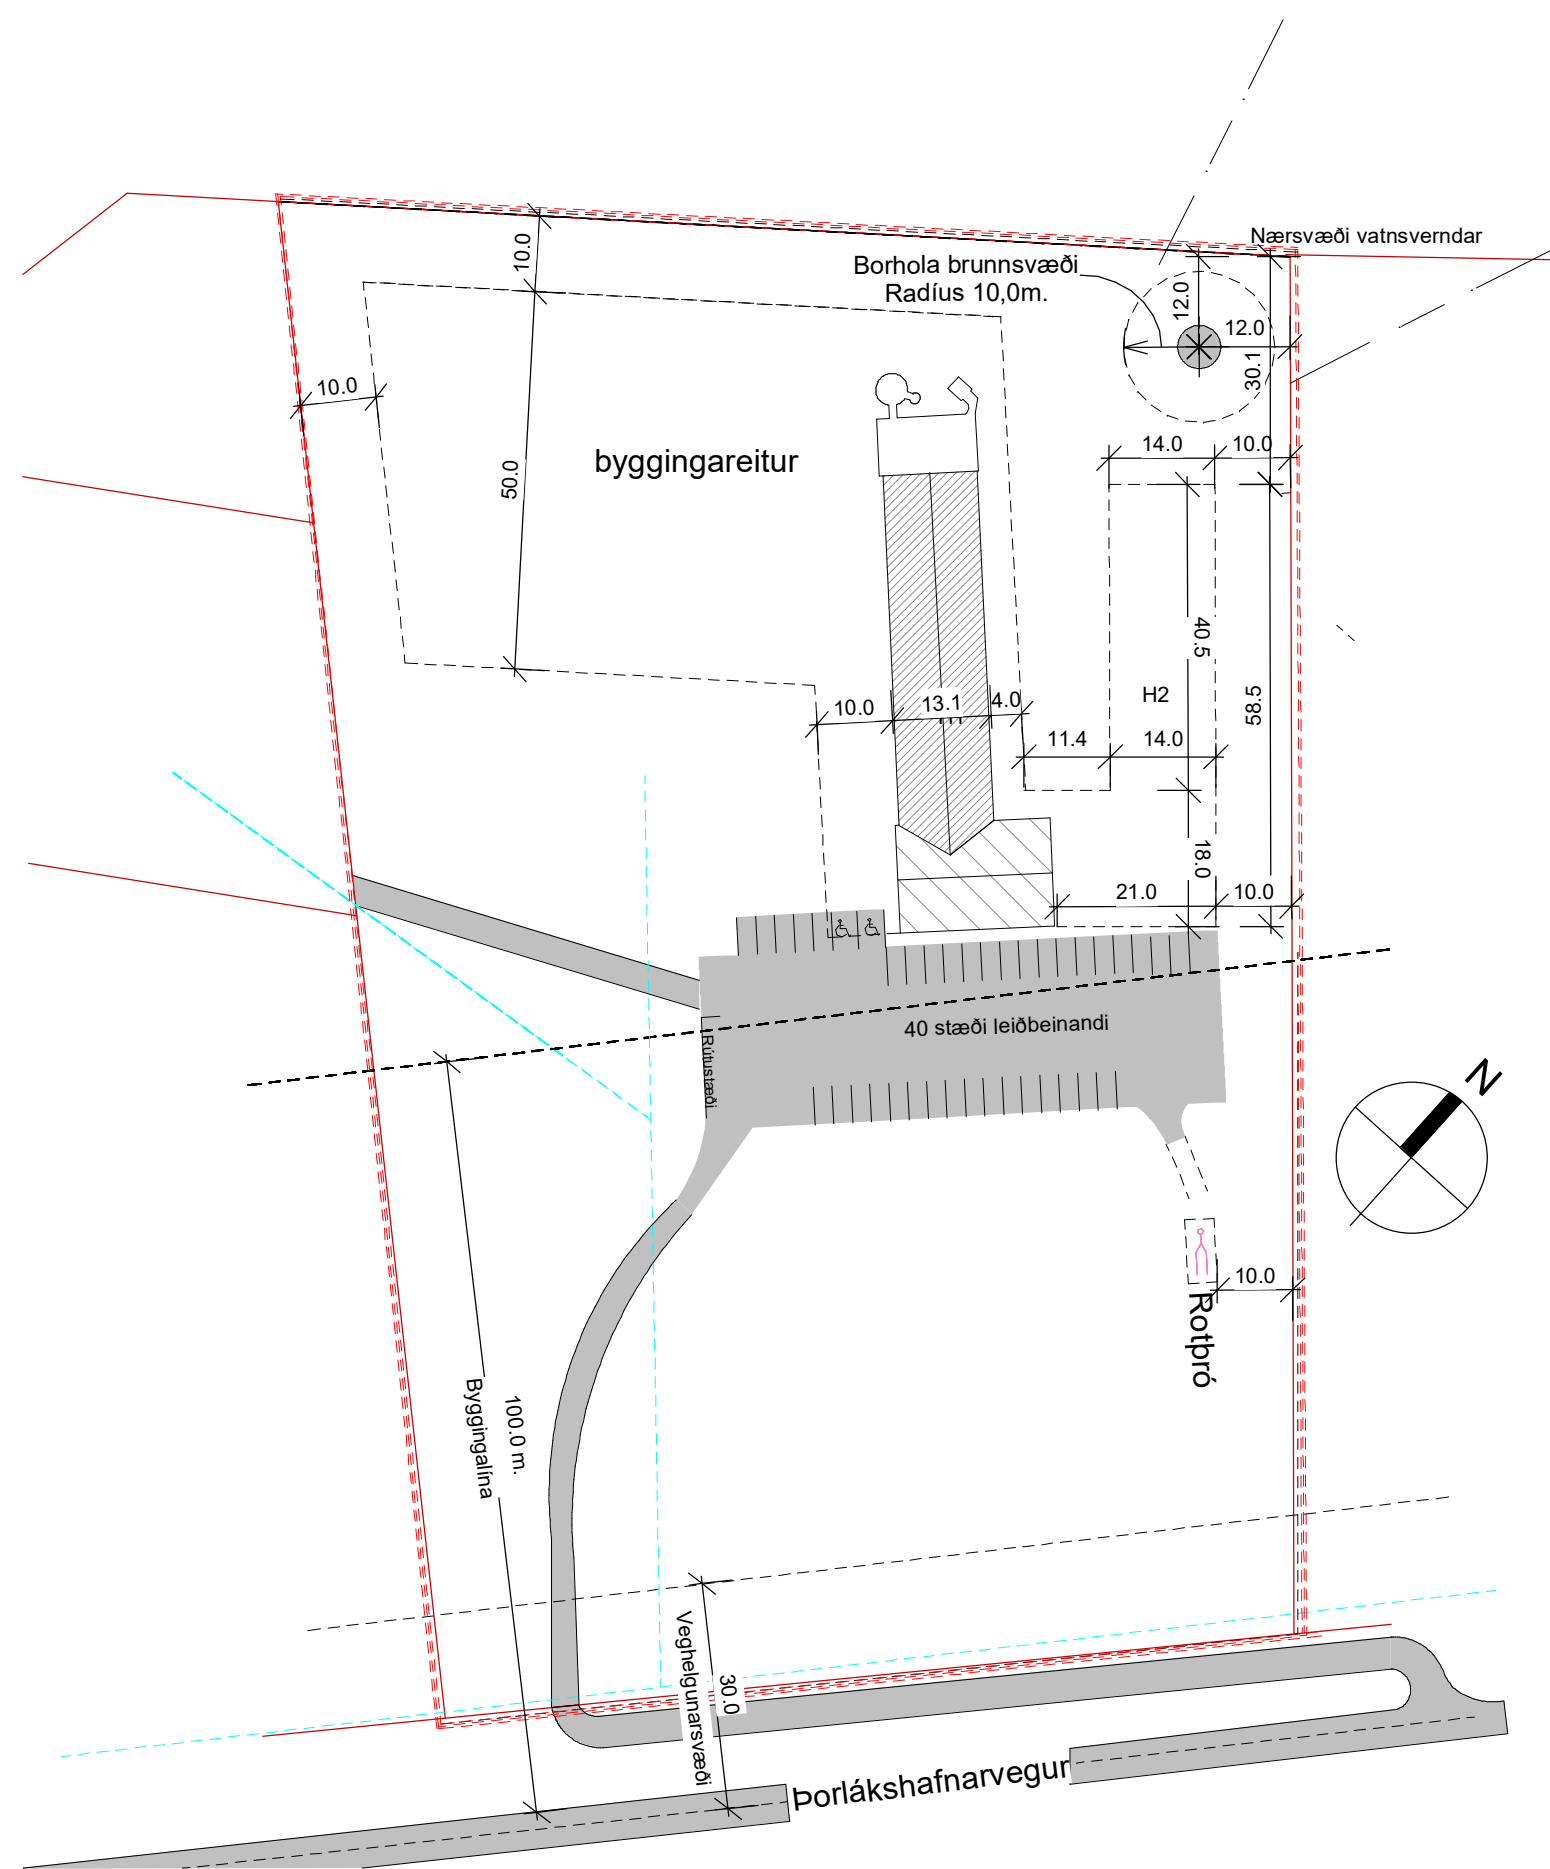 Nærsvæði vatnsverndar
Borhola brunnsvæði
Radíus 10,0m.
10.0
12.0
12.0
30.1
10.0
14.0
10.0
byggingareitur
50.0
40.5
H2
58.5
10.0
13.1
4.0
11.4
14.0
18.0
21.0
10.0
40 stæði leiðbeinandi
Rútustæði
N
10.0
Rotþró
100.0 m.
Byggingalína
30.0
Veghelgunarsvæði
Þorlákshafnarvegur